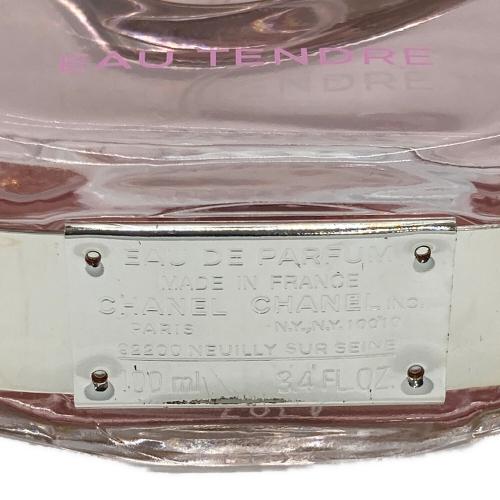 EAU TENDRE
EAU DE PARFUM
MADE IN FRANCE
CHANEL CHANEL INC.
PARIS N.Y., N.Y. 10019
92200 NEUILLY SUR SEINE
100 ml 3.4 FL. OZ.